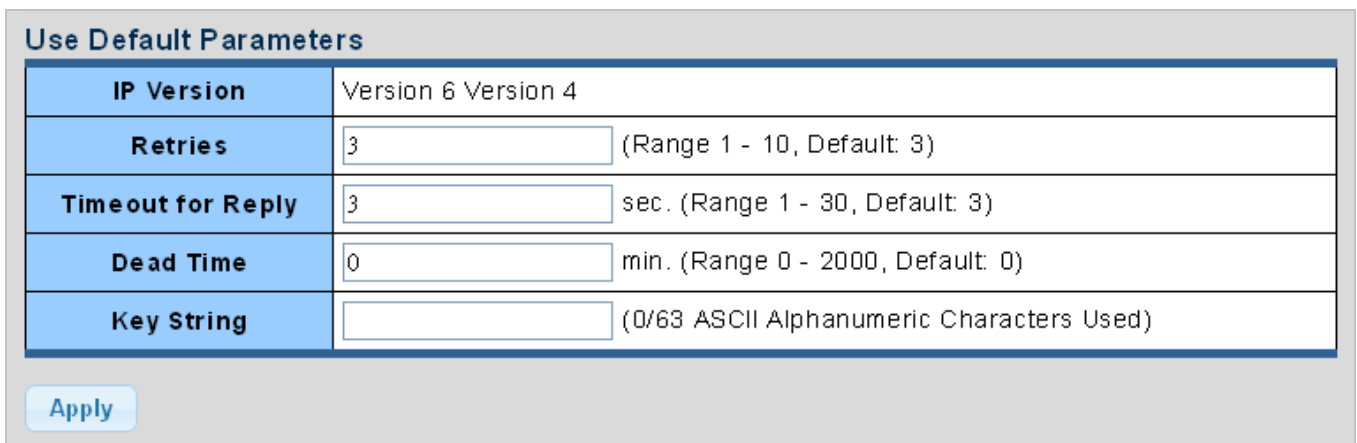 Use Default Parameters
IP Version Version 6 Version 4
Retries 3 (Range 1 - 10, Default: 3)
Timeout for Reply 3 sec. (Range 1 - 30, Default: 3)
Dead Time 0 min. (Range 0 - 2000, Default: 0)
Key String (0/63 ASCII Alphanumeric Characters Used)
Apply